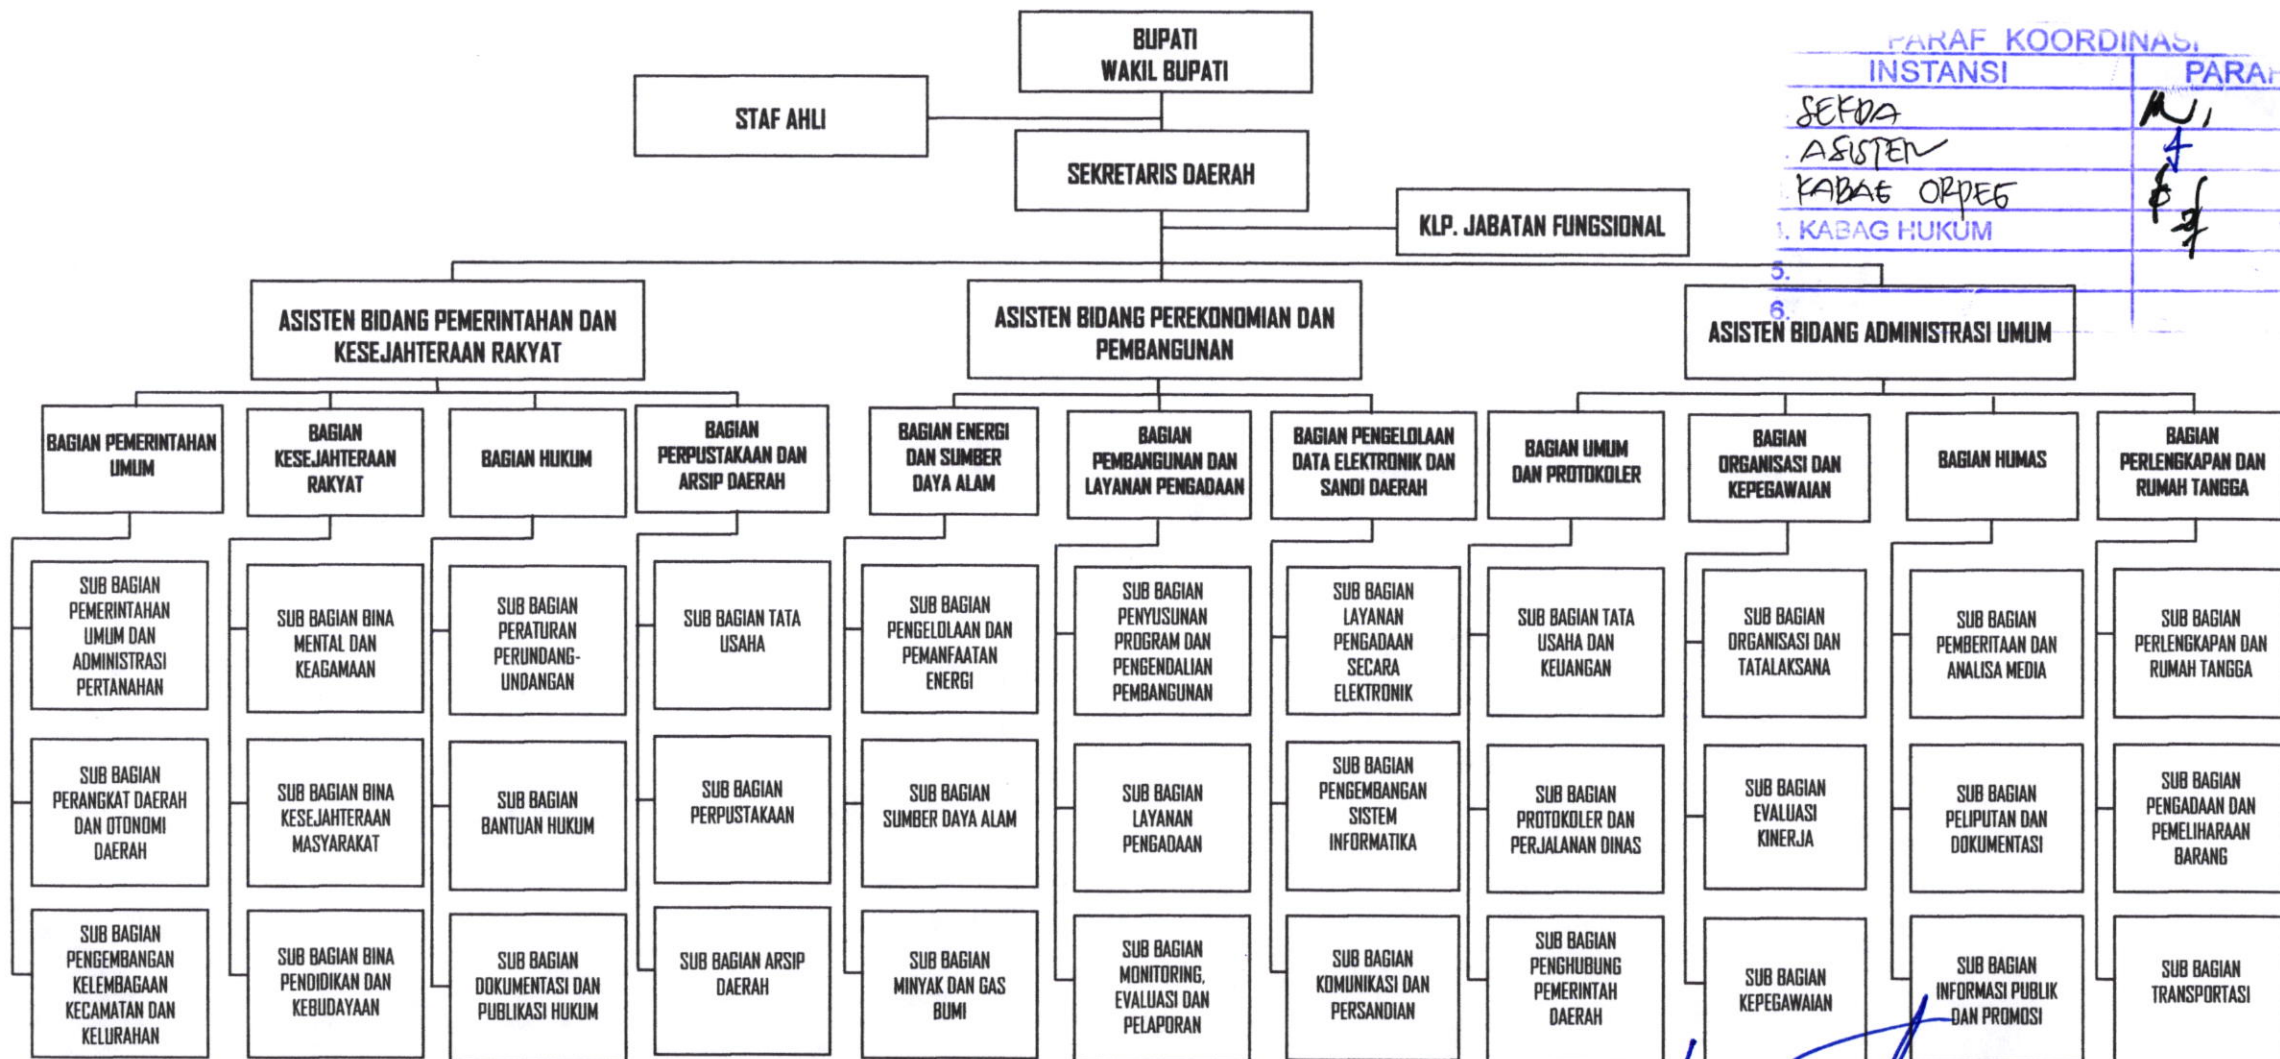 BUPATI
WAKIL BUPATI
STAF AHLI
SEKRETARIS DAERAH
KLP. JABATAN FUNGSIONAL
PARAF KOORDINASI
INSTANSI
PARAF
SEKDA
ASISTEN
KABAG ORPEG
KABAG HUKUM
5.
6.
ASISTEN BIDANG PEMERINTAHAN DAN
KESEJAHTERAAN RAKYAT
ASISTEN BIDANG PEREKONOMIAN DAN
PEMBANGUNAN
ASISTEN BIDANG ADMINISTRASI UMUM
BAGIAN PEMERINTAHAN
UMUM
BAGIAN
KESEJAHTERAAN
RAKYAT
BAGIAN HUKUM
BAGIAN
PERPUSTAKAAN DAN
ARSIP DAERAH
BAGIAN ENERGI
DAN SUMBER
DAYA ALAM
BAGIAN
PEMBANGUNAN DAN
LAYANAN PENGADAAN
BAGIAN PENGELOLAAN
DATA ELEKTRONIK DAN
SANDI DAERAH
BAGIAN UMUM
DAN PROTOKOLER
BAGIAN
ORGANISASI DAN
KEPEGAWAIAN
BAGIAN HUMAS
BAGIAN
PERLENGKAPAN DAN
RUMAH TANGGA
SUB BAGIAN
PEMERINTAHAN
UMUM DAN
ADMINISTRASI
PERTANAHAN
SUB BAGIAN BINA
MENTAL DAN
KEAGAMAAN
SUB BAGIAN
PERATURAN
PERUNDANG-
UNDANGAN
SUB BAGIAN TATA
USAHA
SUB BAGIAN
PENGELOLAAN DAN
PEMANFAATAN
ENERGI
SUB BAGIAN
PENYUSUNAN
PROGRAM DAN
PENGENDALIAN
PEMBANGUNAN
SUB BAGIAN
LAYANAN
PENGADAAN
SECARA
ELEKTRONIK
SUB BAGIAN TATA
USAHA DAN
KEUANGAN
SUB BAGIAN
ORGANISASI DAN
TATALAKSANA
SUB BAGIAN
PEMBERITAAN DAN
ANALISA MEDIA
SUB BAGIAN
PERLENGKAPAN DAN
RUMAH TANGGA
SUB BAGIAN
PERANGKAT DAERAH
DAN OTONOMI
DAERAH
SUB BAGIAN BINA
KESEJAHTERAAN
MASYARAKAT
SUB BAGIAN
BANTUAN HUKUM
SUB BAGIAN
PERPUSTAKAAN
SUB BAGIAN
SUMBER DAYA ALAM
SUB BAGIAN
LAYANAN
PENGADAAN
SUB BAGIAN
PENGEMBANGAN
SISTEM
INFORMATIKA
SUB BAGIAN
PROTOKOLER DAN
PERJALANAN DINAS
SUB BAGIAN
EVALUASI
KINERJA
SUB BAGIAN
PELIPUTAN DAN
DOKUMENTASI
SUB BAGIAN
PENGADAAN DAN
PEMELIHARAAN
BARANG
SUB BAGIAN
PENGEMBANGAN
KELEMBAGAAN
KECAMATAN DAN
KELURAHAN
SUB BAGIAN BINA
PENDIDIKAN DAN
KEBUDAYAAN
SUB BAGIAN
DOKUMENTASI DAN
PUBLIKASI HUKUM
SUB BAGIAN ARSIP
DAERAH
SUB BAGIAN
MINYAK DAN GAS
BUMI
SUB BAGIAN
MONITORING,
EVALUASI DAN
PELAPORAN
SUB BAGIAN
KOMUNIKASI DAN
PERSANDIAN
SUB BAGIAN
PENGHUBUNG
PEMERINTAH
DAERAH
SUB BAGIAN
KEPEGAWAIAN
SUB BAGIAN
INFORMASI PUBLIK
DAN PROMOSI
SUB BAGIAN
TRANSPORTASI